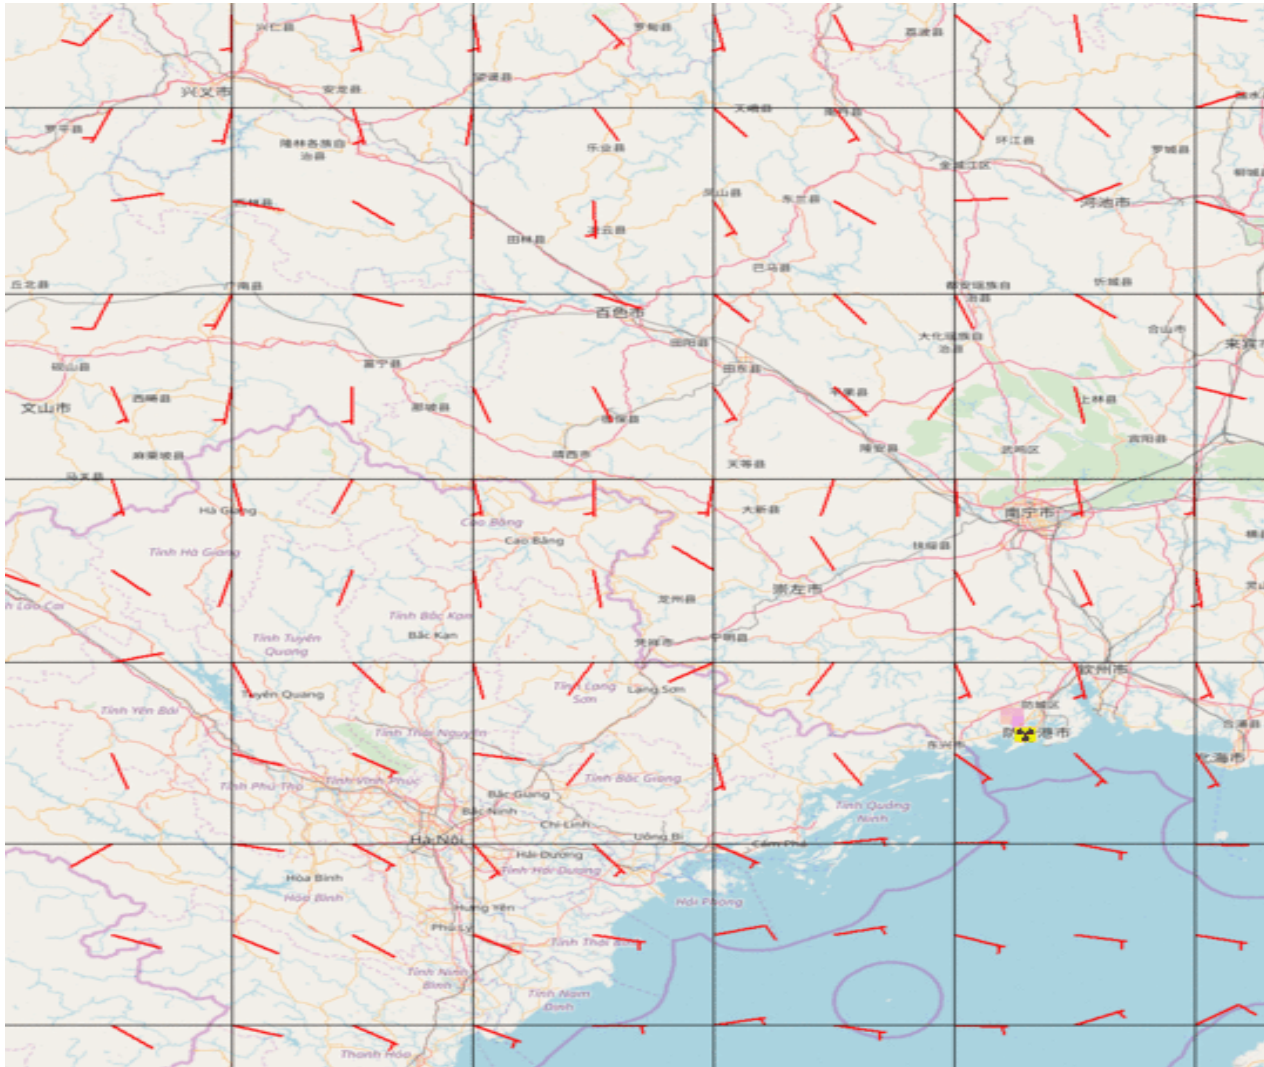 兴仁县
罗甸县
荔波县
望谟县
兴义市
安龙县
天峨县
南丹县
罗平县
隆林各族自
治县
乐业县
环江县
罗城县
金城江区
凤山县
东兰县
西林县
河池市
凌云县
田林县
巴马县
丘北县
广南县
都安瑶族自
治县
忻城县
百色市
合山市
田阳县
大化瑶族自
治县
来宾市
砚山县
富宁县
田东县
平果县
上林县
文山市
西畴县
那坡县
德保县
宾阳县
麻栗坡县
靖西市
天等县
隆安县
武鸣区
马关县
Hà Giang
大新县
南宁市
Cao Bằng
Cao Bằng
Tỉnh Hà Giang
扶绥县
崇左市
龙州县
Tỉnh Bắc Kạn
Bắc Kạn
Tỉnh Tuyên
Quang
凭祥市
宁明县
钦州市
Tuyên Quang
Tỉnh Lạng
Sơn
Lạng Sơn
防城区
Tỉnh Yên Bái
合浦县
Tỉnh Thái Nguyên
东兴市
北海市
Tỉnh Phú Thọ
Tỉnh Vĩnh Phúc
Tỉnh Bắc Giang
Bắc Giang
Bắc Ninh
Chí Linh
Tỉnh Quảng
Ninh
Hà Nội
Uông Bí
Cẩm Phả
Hải Dương
Tỉnh Hải Dương
Hòa Bình
Hòa Bình
Hải Phòng
Hưng Yên
Phủ Lý
Tỉnh Thái Bình
Tỉnh Ninh
Bình
Tỉnh Nam
Định
Thanh Hóa